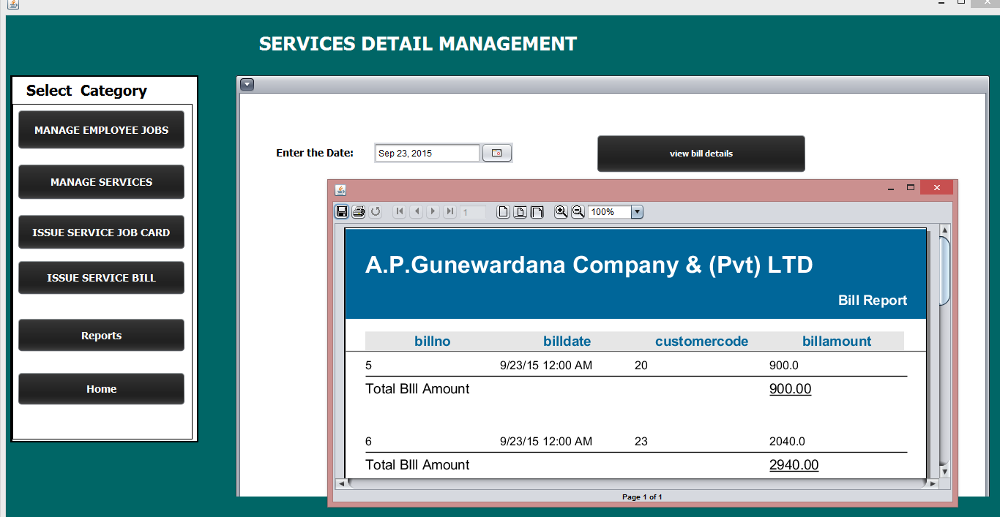 SERVICES DETAIL MANAGEMENT
Select Category
MANAGE EMPLOYEE JOBS
MANAGE SERVICES
ISSUE SERVICE JOB CARD
ISSUE SERVICE BILL
Reports
Home
Enter the Date: Sep 23, 2015 view bill details
1 100%
A.P.Gunewardana Company & (Pvt) LTD
Bill Report
billno billdate customercode billamount
5 9/23/15 12:00 AM 20 900.0
Total BIll Amount 900.00
6 9/23/15 12:00 AM 23 2040.0
Total BIll Amount 2940.00
Page 1 of 1